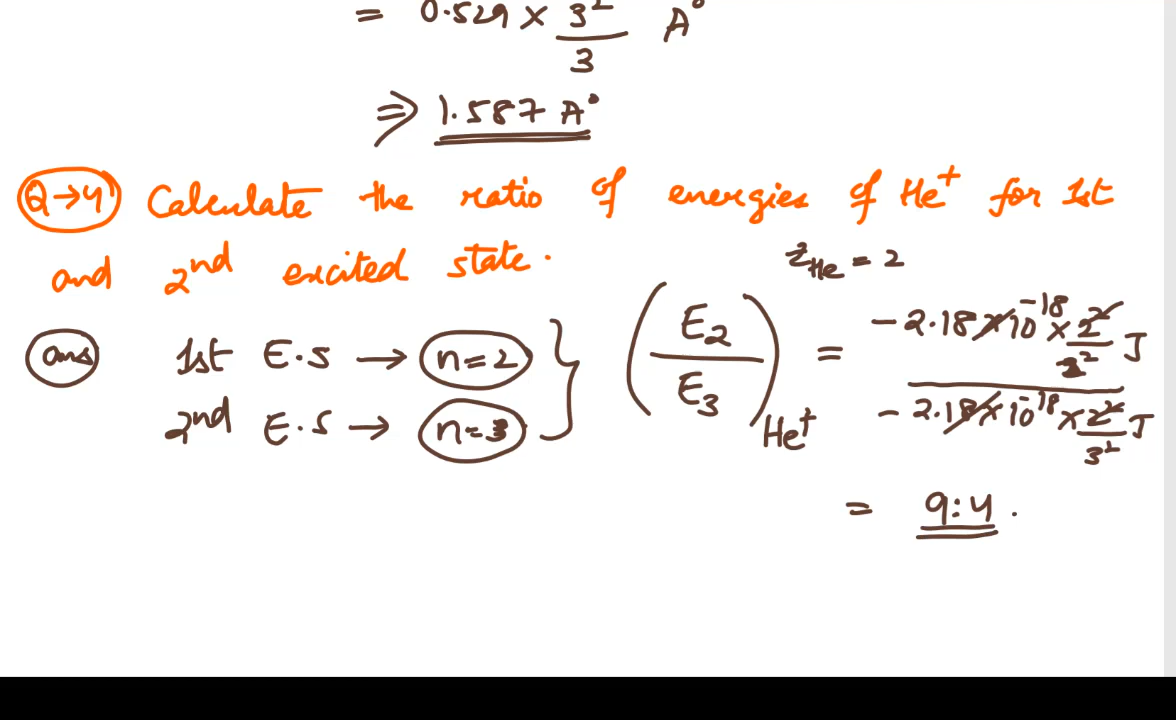 = 0.529 × 3²/3 A°
⇒ 1.587 A°
Q→4 Calculate the ratio of energies of He⁺ for 1st
and 2nd excited state.
Z_He = 2
ans 1st E.S → n=2
2nd E.S → n=3
(E₂/E₃)_He⁺ = -2.18×10⁻¹⁸ × 2²/2² J / -2.18×10⁻¹⁸ × 2²/3² J
= 9:4.